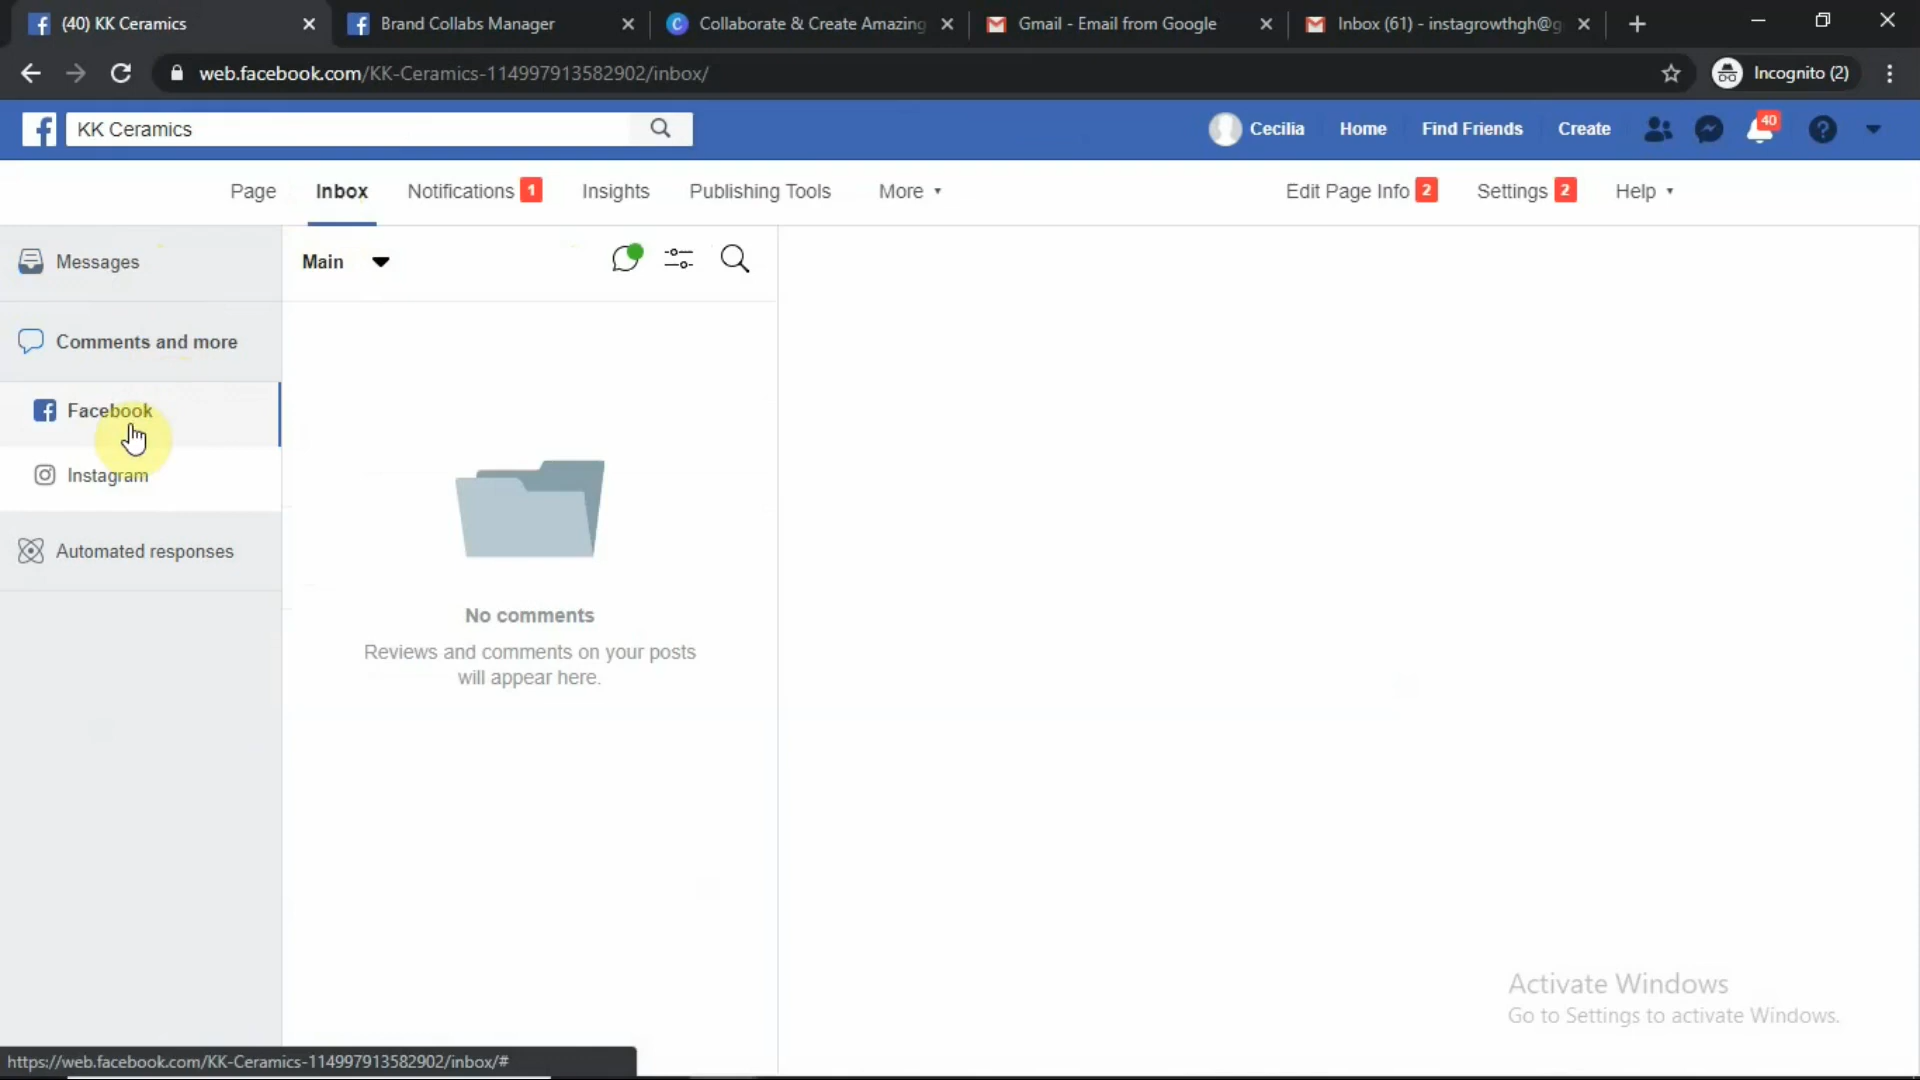 (40) KK Ceramics
Brand Collabs Manager
Collaborate & Create Amazing
Gmail - Email from Google
Inbox (61) - instagrowthgh@g
web.facebook.com/KK-Ceramics-114997913582902/inbox/
Incognito (2)
KK Ceramics
Cecilia
Home
Find Friends
Create
40
Page
Inbox
Notifications 1
Insights
Publishing Tools
More
Edit Page Info 2
Settings 2
Help
Messages
Main
Comments and more
Facebook
Instagram
Automated responses
No comments
Reviews and comments on your posts
will appear here.
Activate Windows
Go to Settings to activate Windows.
https://web.facebook.com/KK-Ceramics-114997913582902/inbox/#